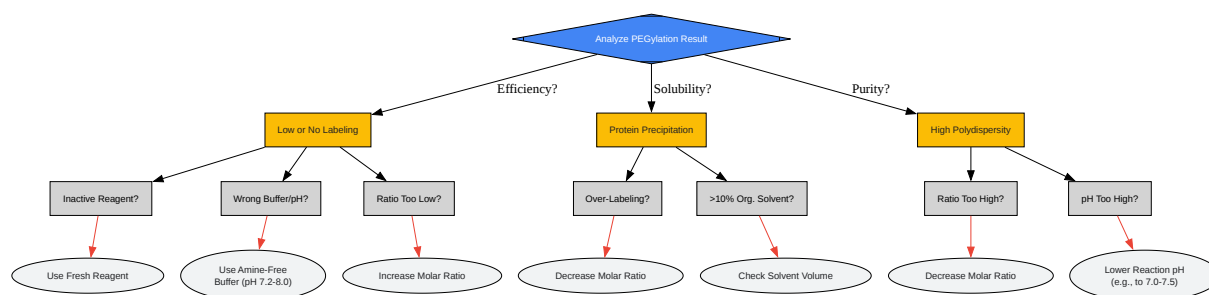 Analyze PEGylation Result
Efficiency?
Solubility?
Purity?
Low or No Labeling
Protein Precipitation
High Polydispersity
Inactive Reagent?
Wrong Buffer/pH?
Ratio Too Low?
Over-Labeling?
>10% Org. Solvent?
Ratio Too High?
pH Too High?
Use Fresh Reagent
Use Amine-Free
Buffer (pH 7.2-8.0)
Increase Molar Ratio
Decrease Molar Ratio
Check Solvent Volume
Decrease Molar Ratio
Lower Reaction pH
(e.g., to 7.0-7.5)